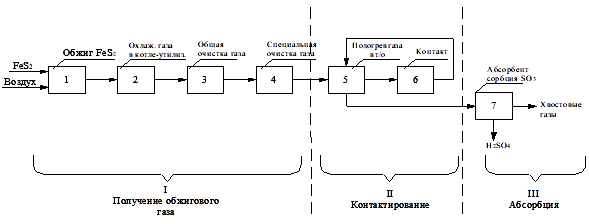 Обжиг FeS2
Охлаж. газа
в котле-утилиз.
Общая
очистка газа
Специальная
очистка газа
Подогрев газа
вт/о
Контакт
Абсорбент
сорбция SO3
FeS2
Воздух
1
2
3
4
5
6
7
Хвостовые
газы
H2SO4
I
Получение обжигового
газа
II
Контактирование
III
Абсорбция